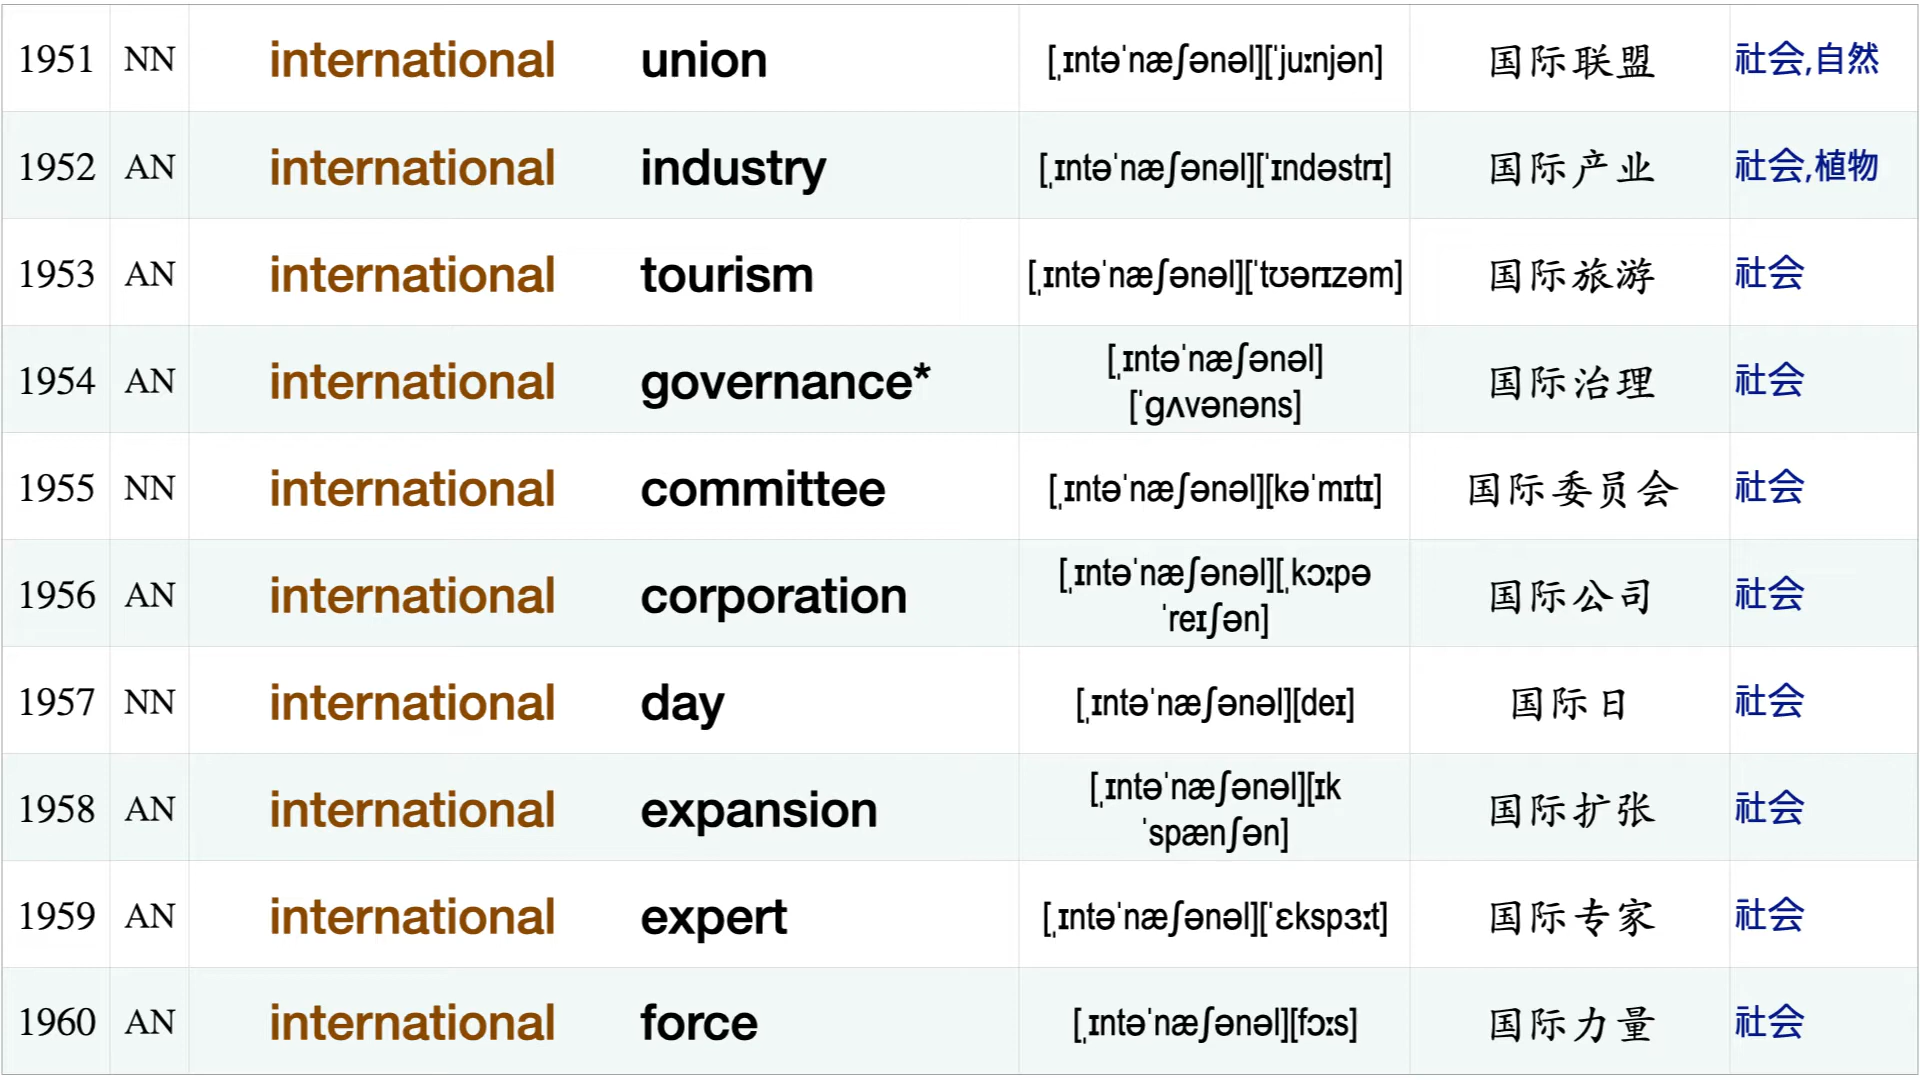 1951 NN international union [ˌɪntəˈnæʃənəl][ˈjuːnjən] 国际联盟 社会,自然
1952 AN international industry [ˌɪntəˈnæʃənəl][ˈɪndəstrɪ] 国际产业 社会,植物
1953 AN international tourism [ˌɪntəˈnæʃənəl][ˈtʊərɪzəm] 国际旅游 社会
1954 AN international governance* [ˌɪntəˈnæʃənəl]
[ˈɡʌvənəns] 国际治理 社会
1955 NN international committee [ˌɪntəˈnæʃənəl][kəˈmɪtɪ] 国际委员会 社会
1956 AN international corporation [ˌɪntəˈnæʃənəl][ˌkɔːpə
ˈreɪʃən] 国际公司 社会
1957 NN international day [ˌɪntəˈnæʃənəl][deɪ] 国际日 社会
1958 AN international expansion [ˌɪntəˈnæʃənəl][ɪk
ˈspænʃən] 国际扩张 社会
1959 AN international expert [ˌɪntəˈnæʃənəl][ˈɛkspɜːt] 国际专家 社会
1960 AN international force [ˌɪntəˈnæʃənəl][fɔːs] 国际力量 社会